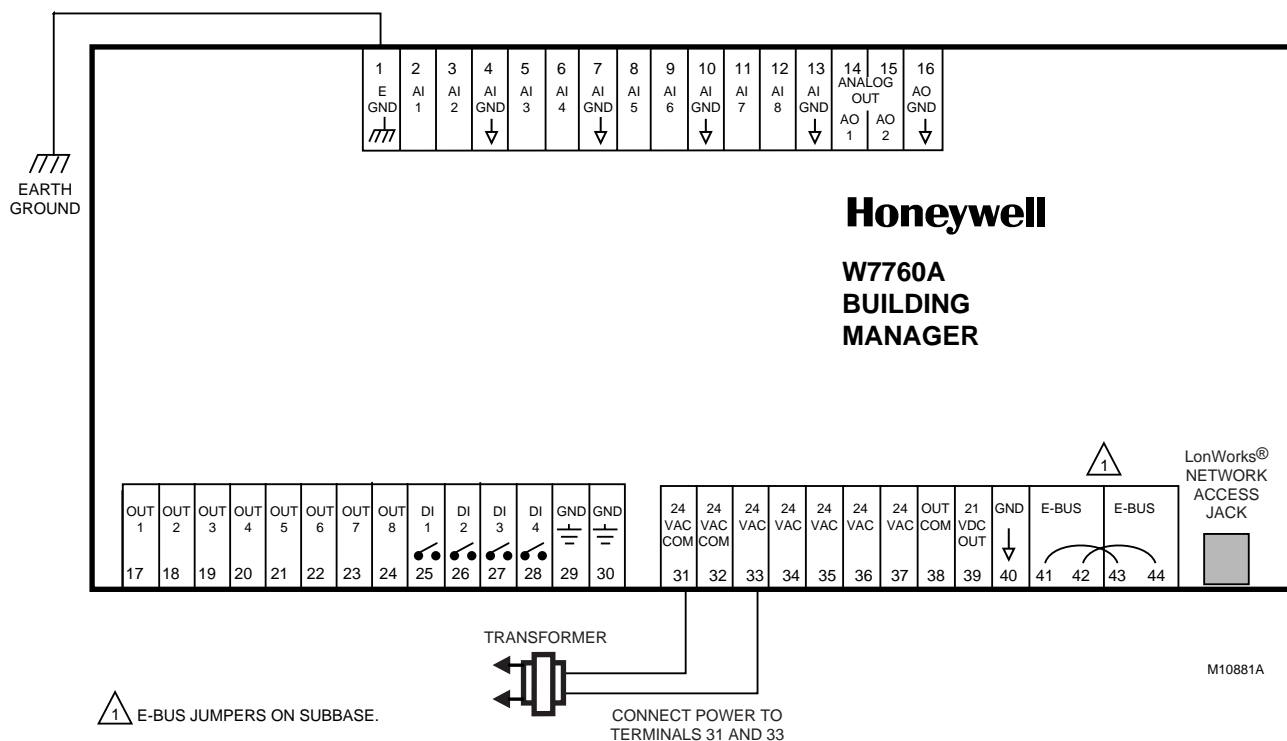 1 2 3 4 5 6 7 8 9 10 11 12 13 14 15 16
E GND
AI 1
AI 2
AI GND
AI 3
AI 4
AI GND
AI 5
AI 6
AI GND
AI 7
AI 8
AI GND
ANALOG OUT
AO 1
AO 2
AO GND
EARTH
GROUND
Honeywell
W7760A
BUILDING
MANAGER
LonWorks®
NETWORK
ACCESS
JACK
1
OUT 1
OUT 2
OUT 3
OUT 4
OUT 5
OUT 6
OUT 7
OUT 8
DI 1
DI 2
DI 3
DI 4
GND
GND
17 18 19 20 21 22 23 24 25 26 27 28 29 30
24 VAC COM
24 VAC COM
24 VAC
24 VAC
24 VAC
24 VAC
24 VAC
OUT COM
21 VDC OUT
GND
E-BUS
E-BUS
31 32 33 34 35 36 37 38 39 40 41 42 43 44
TRANSFORMER
M10881A
1 E-BUS JUMPERS ON SUBBASE.
CONNECT POWER TO
TERMINALS 31 AND 33